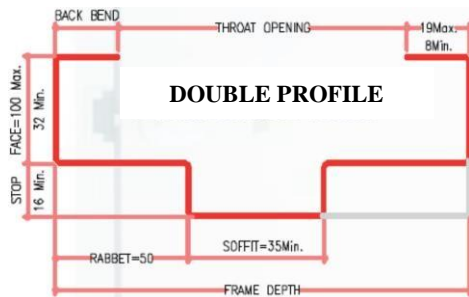 BACK BEND
THROAT OPENING
19Max.
8Min.
DOUBLE PROFILE
FACE=100 Max.
32 Min.
STOP
16 Min.
SOFFIT=35Min.
RABBET=50
FRAME DEPTH